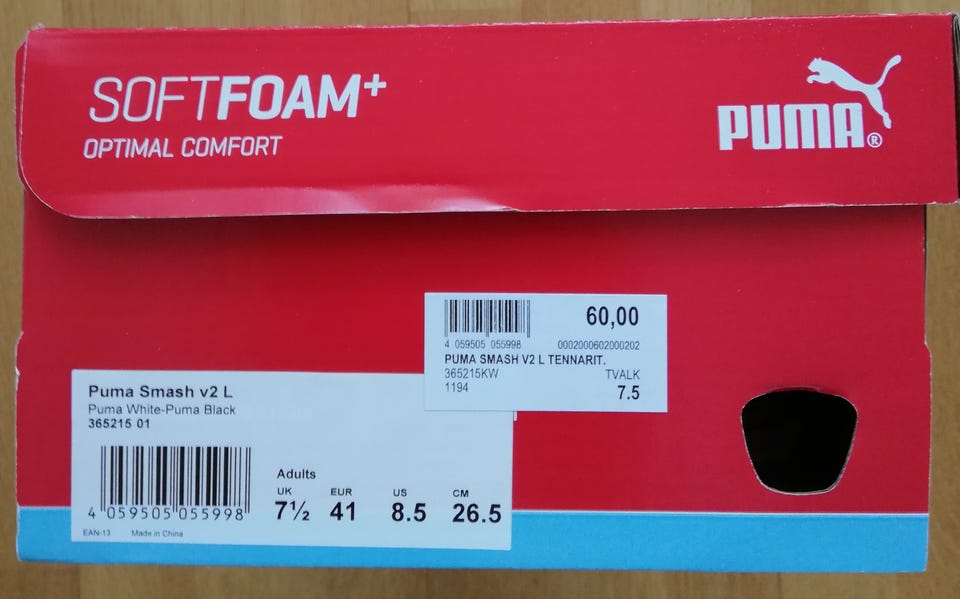 SOFTFOAM+
OPTIMAL COMFORT
PUMA®
60,00
4 059505 055998
0002000602000202
PUMA SMASH V2 L TENNARIT.
365215KW
TVALK
1194
7.5
Puma Smash v2 L
Puma White-Puma Black
365215 01
4 059505 055998
EAN-13
Made in China
Adults
UK EUR US CM
7½ 41 8.5 26.5